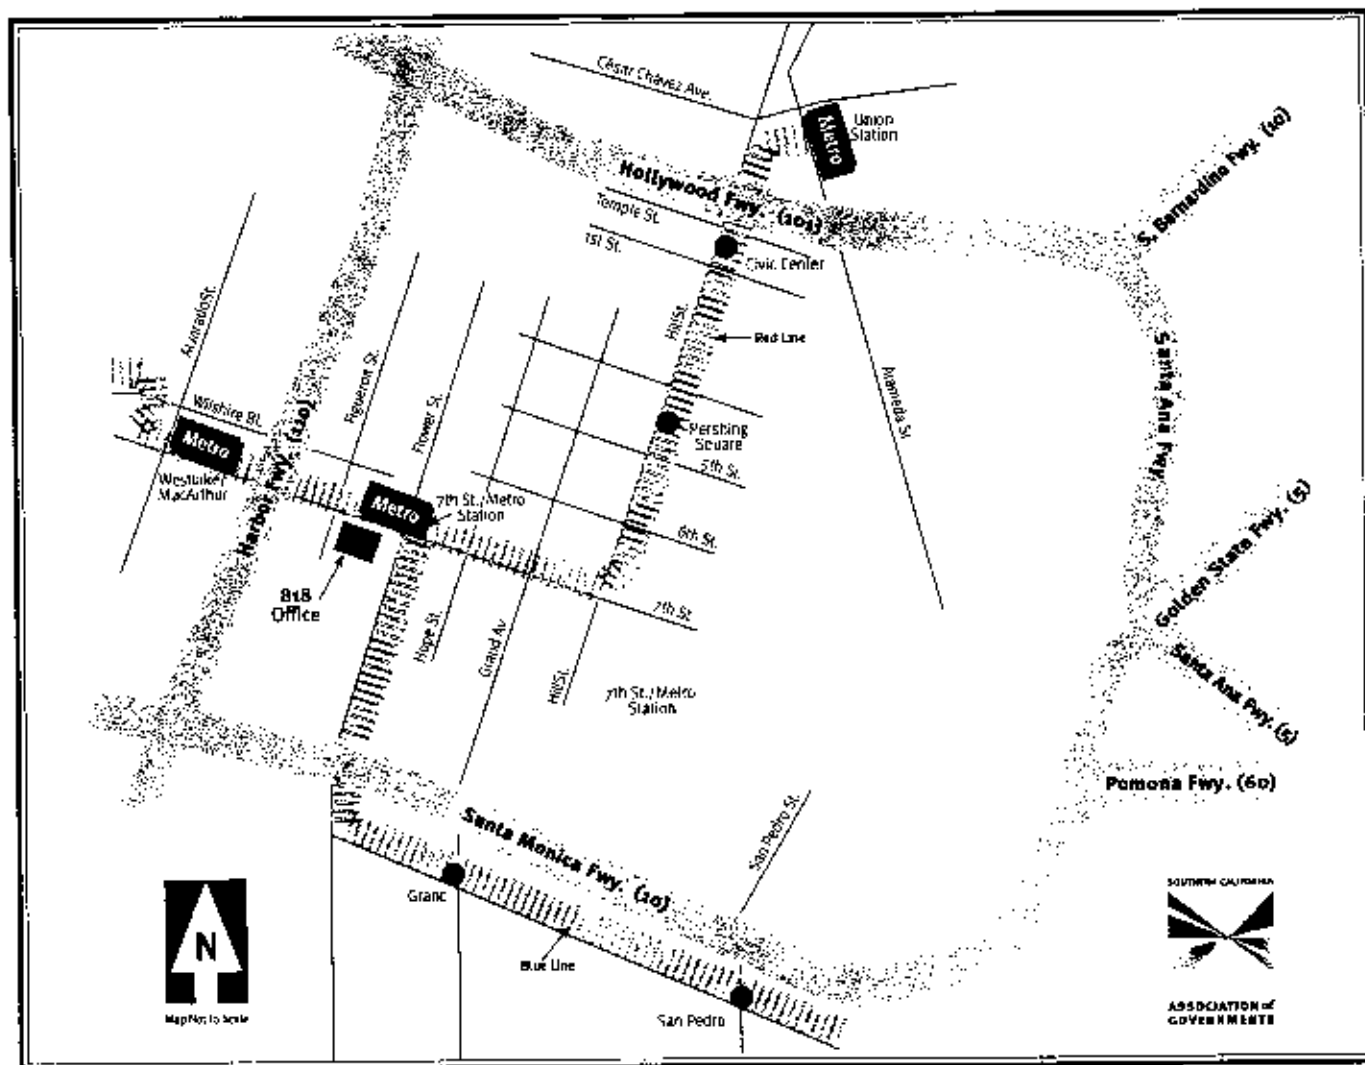 César Chávez Ave.
Metro
Union
Station
S. Bernardino Fwy. (10)
Hollywood Fwy. (101)
Temple St.
1st St.
Civic Center
Hill St.
Red Line
Alameda St.
Santa Ana Fwy.
Figueroa St.
Flower St.
Wilshire Bl.
Metro
Westlake/
MacArthur
Harbor Fwy. (110)
Metro
7th St./Metro
Station
Pershing
Square
5th St.
6th St.
7th St.
818
Office
Hope St.
Grand Av.
Hill St.
7th St./Metro
Station
Golden State Fwy. (5)
Santa Ana Fwy. (5)
Pomona Fwy. (60)
Santa Monica Fwy. (10)
San Pedro St.
Grand
Blue Line
San Pedro
N
Map Not to Scale
SOUTHERN CALIFORNIA
ASSOCIATION of
GOVERNMENTS